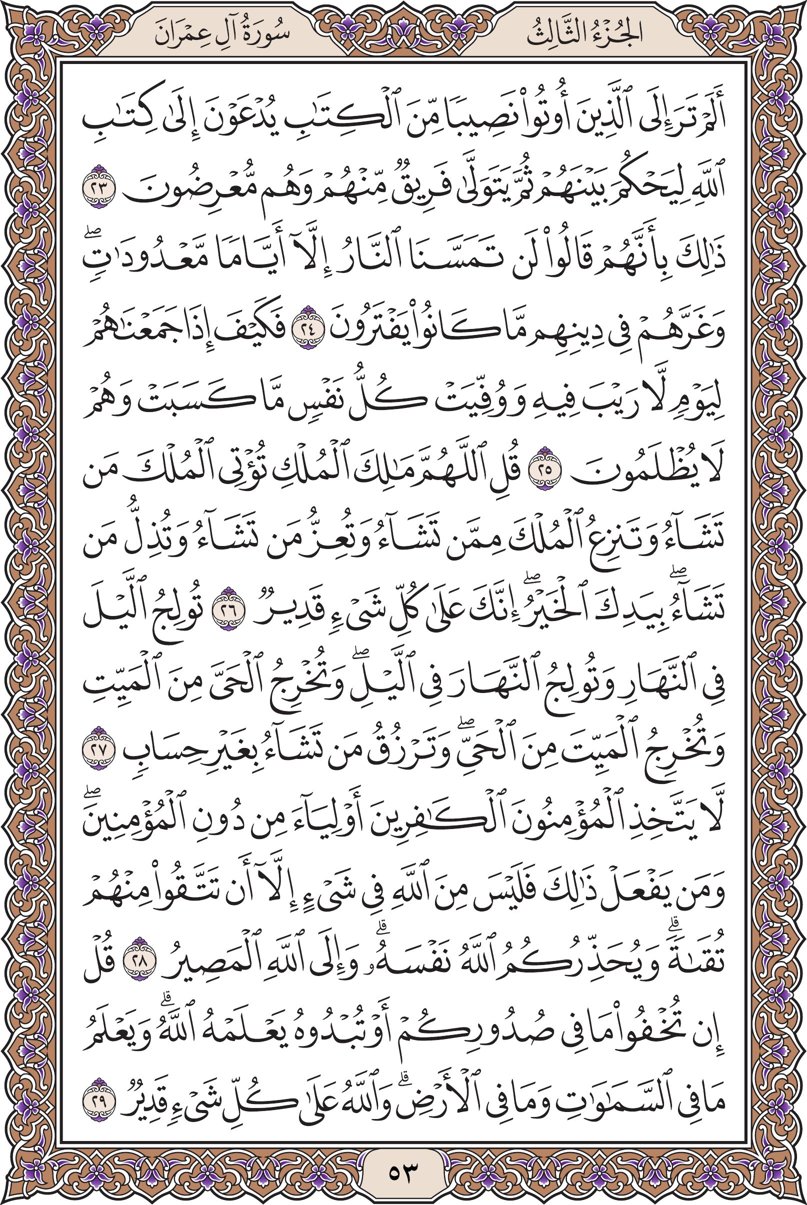 الجُزْءُ الثَّالِثُ
سُورَةُ آلِ عِمْرَانَ
أَلَمۡ تَرَ إِلَى ٱلَّذِينَ أُوتُواْ نَصِيبٗا مِّنَ ٱلۡكِتَٰبِ يُدۡعَوۡنَ إِلَىٰ كِتَٰبِ
ٱللَّهِ لِيَحۡكُمَ بَيۡنَهُمۡ ثُمَّ يَتَوَلَّىٰ فَرِيقٞ مِّنۡهُمۡ وَهُم مُّعۡرِضُونَ ٢٣
ذَٰلِكَ بِأَنَّهُمۡ قَالُواْ لَن تَمَسَّنَا ٱلنَّارُ إِلَّآ أَيَّامٗا مَّعۡدُودَٰتٖۖ
وَغَرَّهُمۡ فِي دِينِهِم مَّا كَانُواْ يَفۡتَرُونَ ٢٤ فَكَيۡفَ إِذَا جَمَعۡنَٰهُمۡ
لِيَوۡمٖ لَّا رَيۡبَ فِيهِ وَوُفِّيَتۡ كُلُّ نَفۡسٖ مَّا كَسَبَتۡ وَهُمۡ
لَا يُظۡلَمُونَ ٢٥ قُلِ ٱللَّهُمَّ مَٰلِكَ ٱلۡمُلۡكِ تُؤۡتِي ٱلۡمُلۡكَ مَن
تَشَآءُ وَتَنزِعُ ٱلۡمُلۡكَ مِمَّن تَشَآءُ وَتُعِزُّ مَن تَشَآءُ وَتُذِلُّ مَن
تَشَآءُۖ بِيَدِكَ ٱلۡخَيۡرُۖ إِنَّكَ عَلَىٰ كُلِّ شَيۡءٖ قَدِيرٞ ٢٦ تُولِجُ ٱلَّيۡلَ
فِي ٱلنَّهَارِ وَتُولِجُ ٱلنَّهَارَ فِي ٱلَّيۡلِۖ وَتُخۡرِجُ ٱلۡحَيَّ مِنَ ٱلۡمَيِّتِ
وَتُخۡرِجُ ٱلۡمَيِّتَ مِنَ ٱلۡحَيِّۖ وَتَرۡزُقُ مَن تَشَآءُ بِغَيۡرِ حِسَابٖ ٢٧
لَّا يَتَّخِذِ ٱلۡمُؤۡمِنُونَ ٱلۡكَٰفِرِينَ أَوۡلِيَآءَ مِن دُونِ ٱلۡمُؤۡمِنِينَۖ
وَمَن يَفۡعَلۡ ذَٰلِكَ فَلَيۡسَ مِنَ ٱللَّهِ فِي شَيۡءٍ إِلَّآ أَن تَتَّقُواْ مِنۡهُمۡ
تُقَىٰةٗۗ وَيُحَذِّرُكُمُ ٱللَّهُ نَفۡسَهُۥۗ وَإِلَى ٱللَّهِ ٱلۡمَصِيرُ ٢٨ قُلۡ
إِن تُخۡفُواْ مَا فِي صُدُورِكُمۡ أَوۡ تُبۡدُوهُ يَعۡلَمۡهُ ٱللَّهُۗ وَيَعۡلَمُ
مَا فِي ٱلسَّمَٰوَٰتِ وَمَا فِي ٱلۡأَرۡضِۗ وَٱللَّهُ عَلَىٰ كُلِّ شَيۡءٖ قَدِيرٞ ٢٩
٥٣